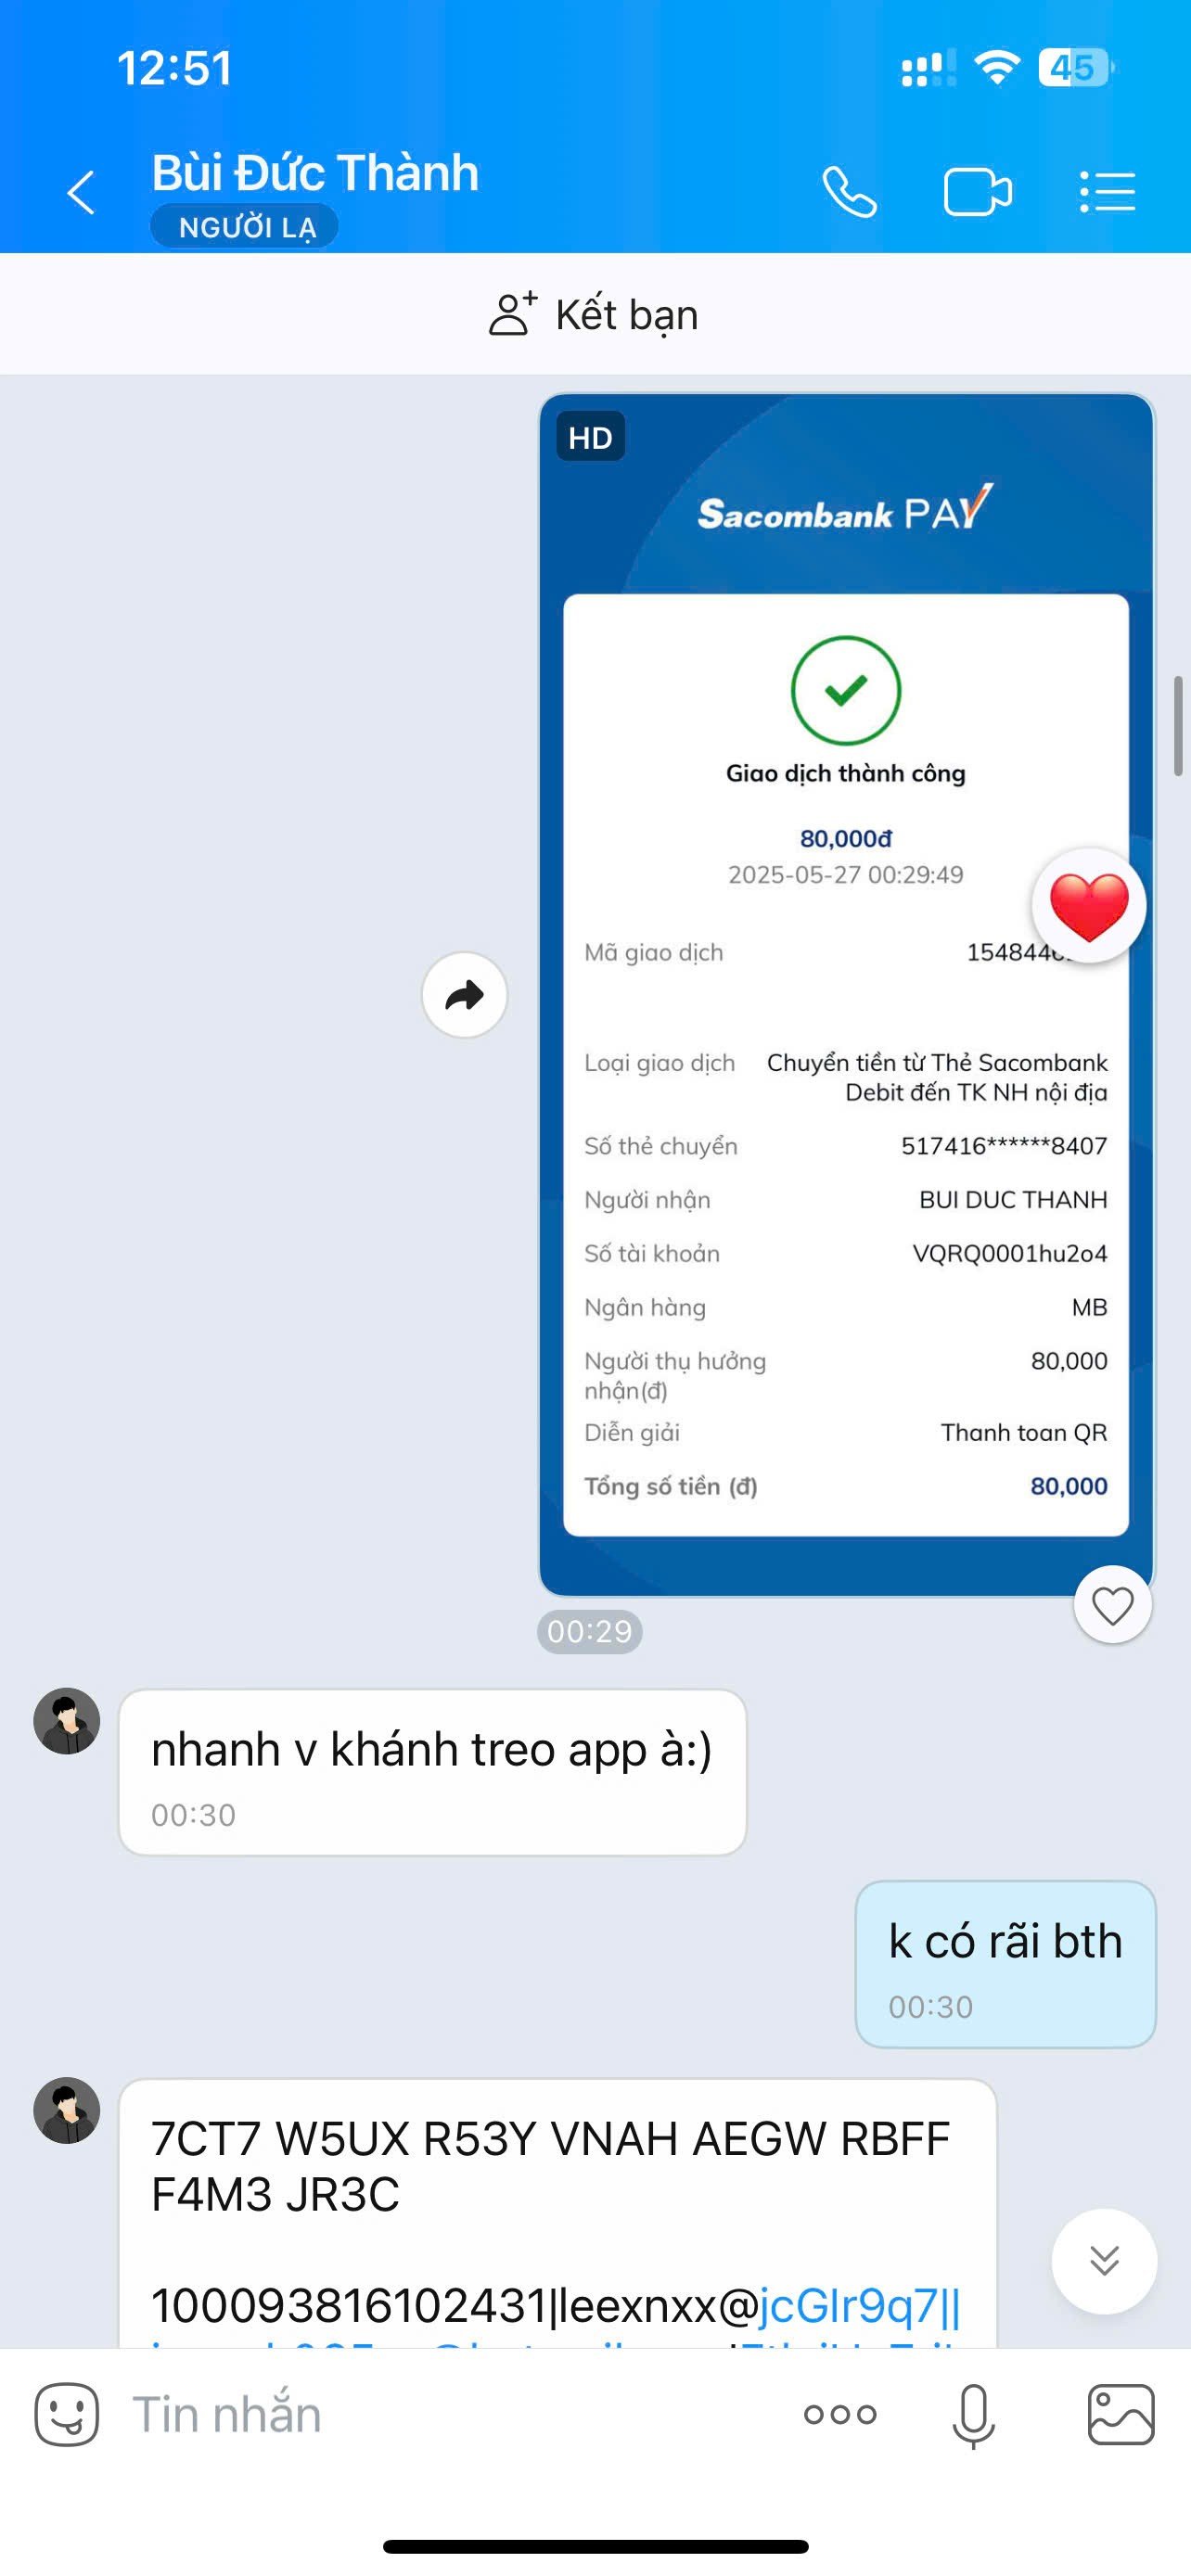 12:51
45
Bùi Đức Thành
NGƯỜI LẠ
Kết bạn
HD
Sacombank PAY
Giao dịch thành công
80,000đ
2025-05-27 00:29:49
Mã giao dịch
Loại giao dịch Chuyển tiền từ Thẻ Sacombank
Debit đến TK NH nội địa
Số thẻ chuyển 517416******8407
Người nhận BUI DUC THANH
Số tài khoản VQRQ0001hu2o4
Ngân hàng MB
Người thụ hưởng 80,000
nhận(đ)
Diễn giải Thanh toan QR
Tổng số tiền (đ) 80,000
00:29
nhanh v khánh treo app à:)
00:30
k có rãi bth
00:30
7CT7 W5UX R53Y VNAH AEGW RBFF
F4M3 JR3C
100093816102431|leexnxx@jcGlr9q7||
Tin nhắn